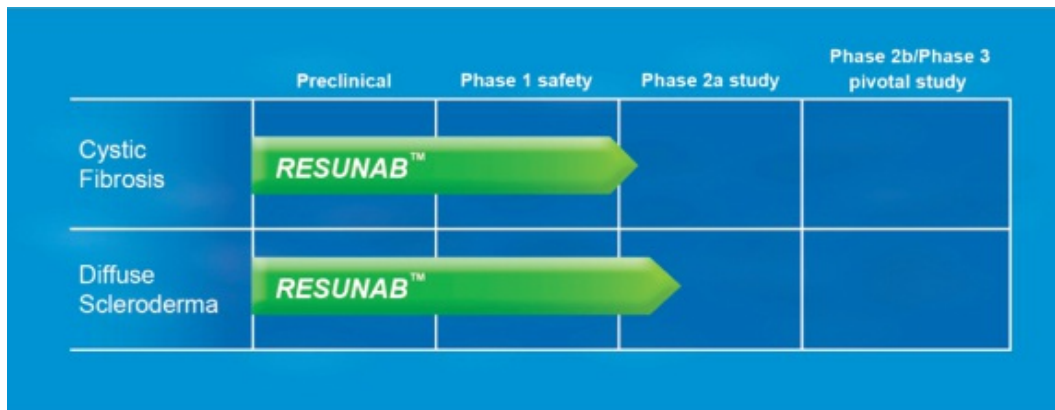 Preclinical
Phase 1 safety
Phase 2a study
Phase 2b/Phase 3
pivotal study
Cystic
Fibrosis
RESUNAB™
Diffuse
Scleroderma
RESUNAB™